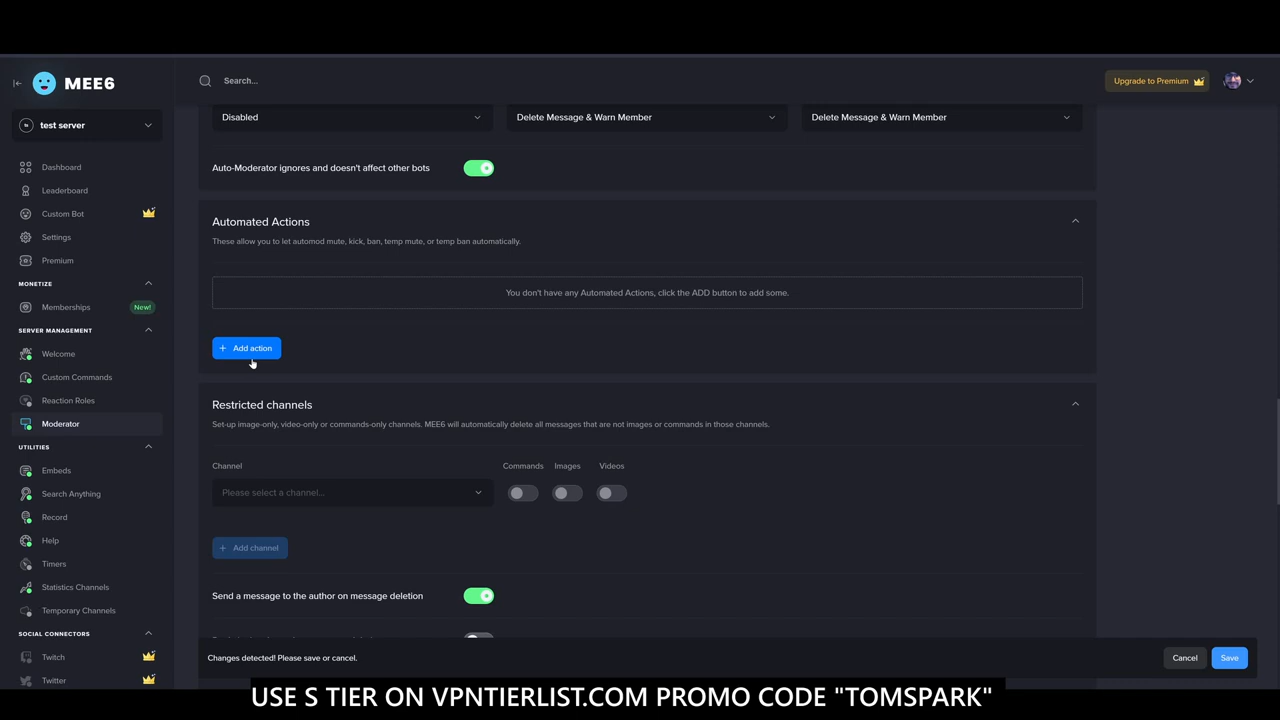 MEE6
Search...
Upgrade to Premium
test server
Disabled
Delete Message & Warn Member
Delete Message & Warn Member
Dashboard
Auto-Moderator ignores and doesn't affect other bots
Leaderboard
Custom Bot
Automated Actions
Settings
These allow you to let automod mute, kick, ban, temp mute, or temp ban automatically.
Premium
MONETIZE
You don't have any Automated Actions, click the ADD button to add some.
Memberships
New!
SERVER MANAGEMENT
+ Add action
Welcome
Custom Commands
Reaction Roles
Restricted channels
Moderator
Set-up image-only, video-only or commands-only channels. MEE6 will automatically delete all messages that are not images or commands in those channels.
UTILITIES
Channel
Commands
Images
Videos
Embeds
Search Anything
Please select a channel...
Record
Help
+ Add channel
Timers
Statistics Channels
Send a message to the author on message deletion
Temporary Channels
SOCIAL CONNECTORS
Twitch
Changes detected! Please save or cancel.
Cancel
Save
Twitter
USE S TIER ON VPNTIERLIST.COM PROMO CODE "TOMSPARK"